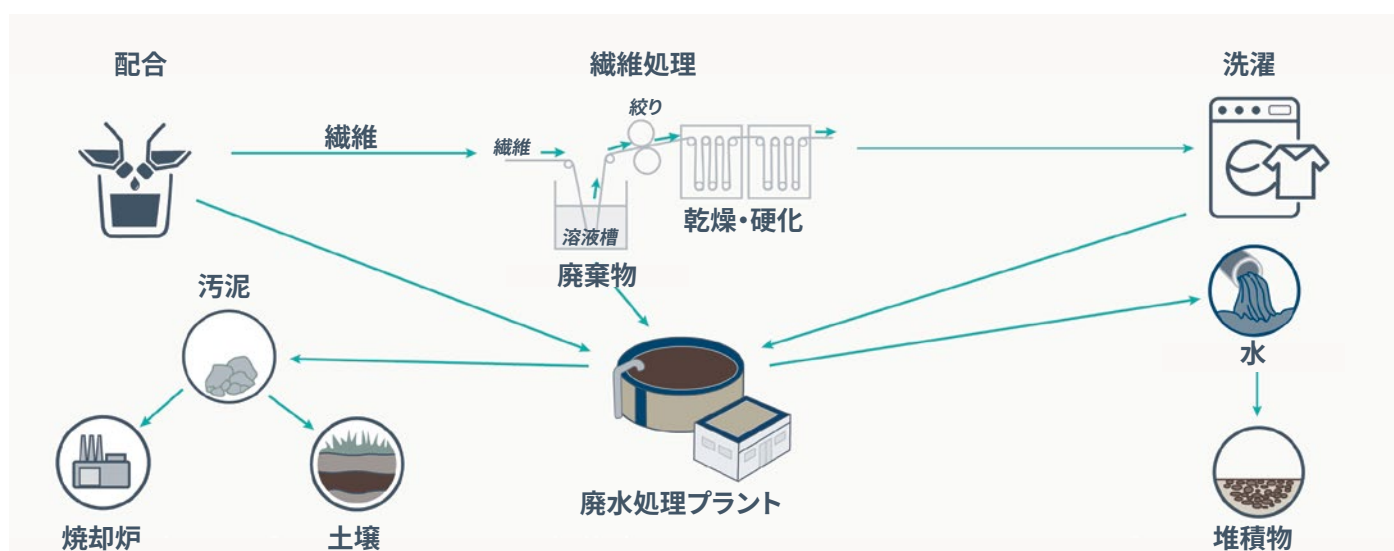 配合
繊維処理
洗濯
繊維
繊維
絞り
溶液槽
乾燥・硬化
廃棄物
汚泥
水
焼却炉
土壌
廃水処理プラント
堆積物